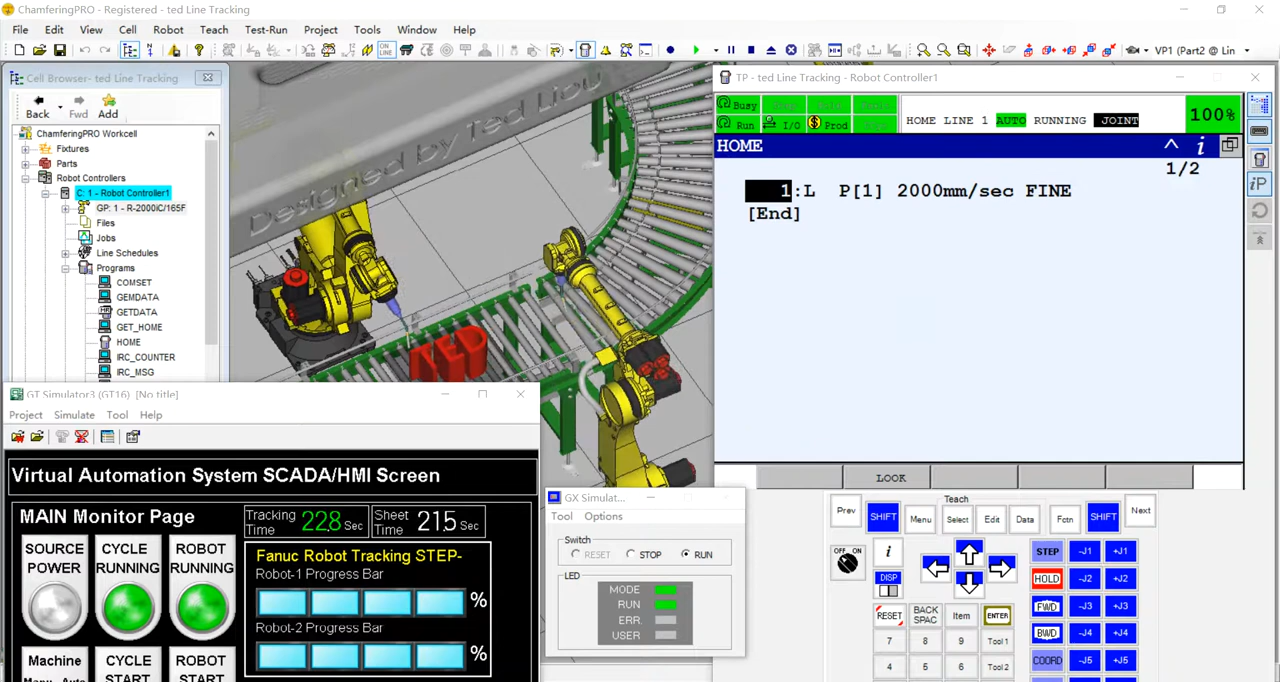 ChamferingPRO - Registered - ted Line Tracking
File Edit View Cell Robot Teach Test-Run Project Tools Window Help
VP1 (Part2 @ Lin
Cell Browser- ted Line Tracking
Back Fwd Add
ChamferingPRO Workcell
Fixtures
Parts
Robot Controllers
C: 1 - Robot Controller1
GP: 1 - R-2000iC/165F
Files
Jobs
Line Schedules
Programs
COMSET
GEMDATA
GETDATA
GET_HOME
HOME
IRC_COUNTER
IRC_MSG
Designed by Ted Liou
TED
TP - ted Line Tracking - Robot Controller1
Busy
Run I/O Prod
HOME LINE 1 AUTO RUNNING JOINT
100%
HOME
1/2
1:L P[1] 2000mm/sec FINE
[End]
LOOK
GT Simulator3 (GT16) [No title]
Project Simulate Tool Help
Virtual Automation System SCADA/HMI Screen
MAIN Monitor Page
Tracking Time 22.8 Sec
Sheet Time 21.5 Sec
SOURCE POWER
CYCLE RUNNING
ROBOT RUNNING
Fanuc Robot Tracking STEP-
Robot-1 Progress Bar
%
Robot-2 Progress Bar
%
Machine
CYCLE START
ROBOT START
GX Simulat...
Tool Options
Switch
RESET STOP RUN
LED
MODE
RUN
ERR.
USER
Teach
Prev SHIFT Menu Select Edit Data Fctn SHIFT Next
OFF ON
i
DISP
STEP -J1 +J1
HOLD -J2 +J2
FWD -J3 +J3
BWD -J4 +J4
COORD -J5 +J5
RESET BACK SPAC Item ENTER
7 8 9 Tool 1
4 5 6 Tool 2
iP